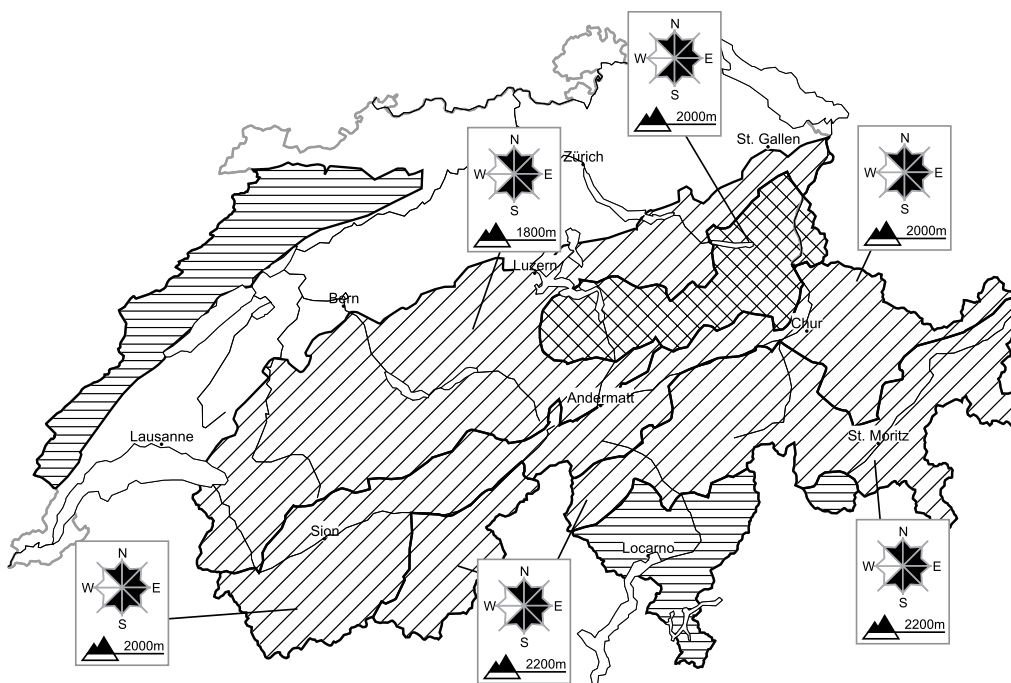 N
W E
S
2000m
St. Gallen
N
W E
S
1800m
Zürich
N
W E
S
2000m
Luzern
Bern
Chur
Andermatt
Lausanne
St. Moritz
Sion
Locarno
N
W E
S
2000m
N
W E
S
2200m
N
W E
S
2200m